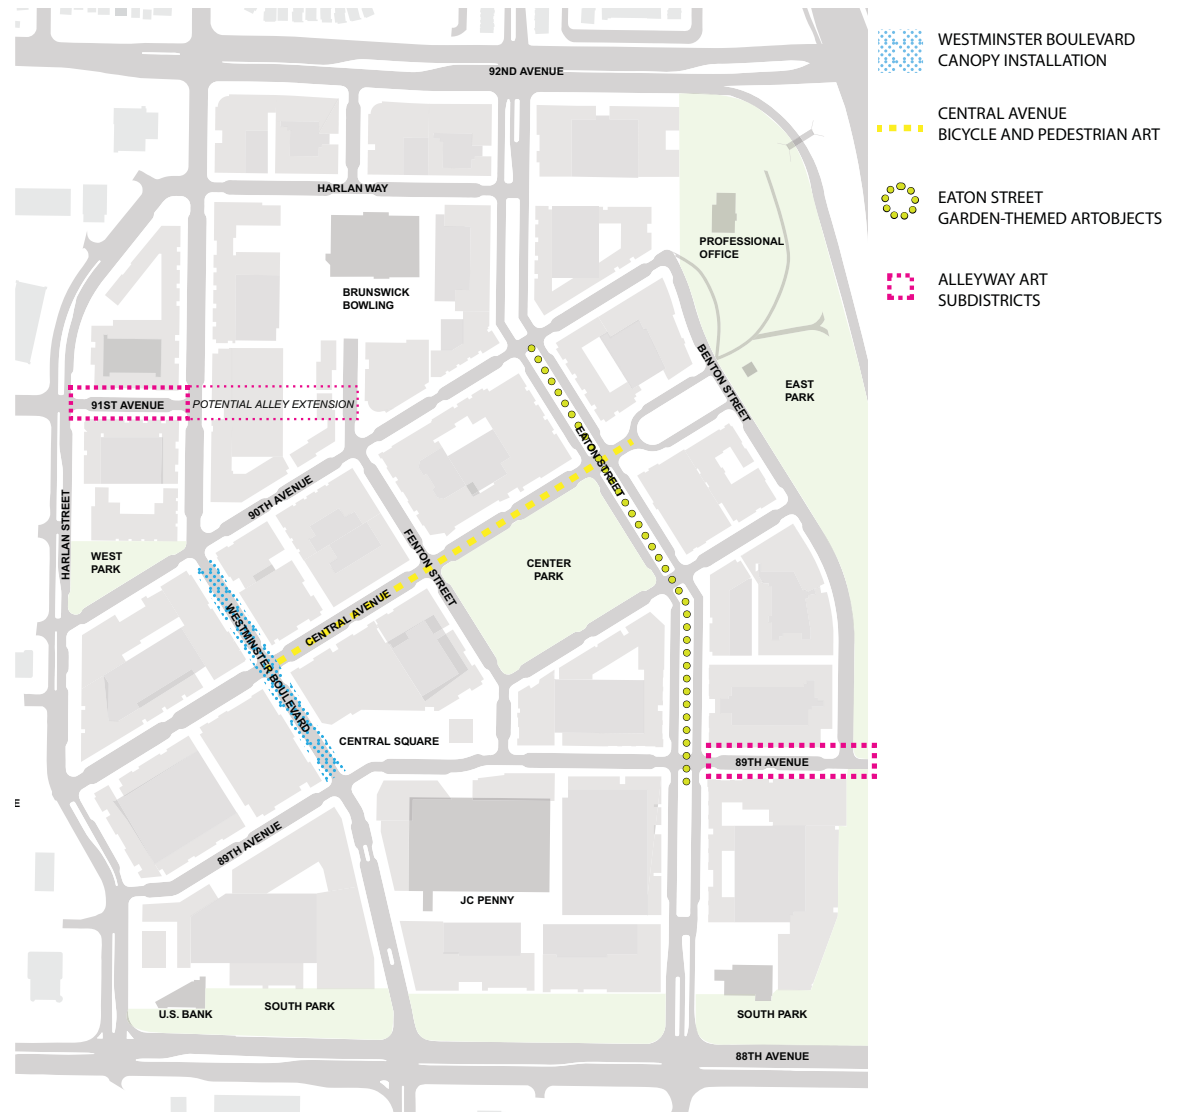 92ND AVENUE
WESTMINSTER BOULEVARD
CANOPY INSTALLATION
CENTRAL AVENUE
BICYCLE AND PEDESTRIAN ART
EATON STREET
GARDEN-THEMED ARTOBJECTS
ALLEYWAY ART
SUBDISTRICTS
HARLAN WAY
PROFESSIONAL
OFFICE
BRUNSWICK
BOWLING
BENTON STREET
EAST
PARK
91ST AVENUE
POTENTIAL ALLEY EXTENSION
EATON STREET
90TH AVENUE
HARLAN STREET
WEST
PARK
FENTON STREET
CENTER
PARK
CENTRAL AVENUE
WESTMINSTER BOULEVARD
CENTRAL SQUARE
89TH AVENUE
E
89TH AVENUE
JC PENNY
U.S. BANK
SOUTH PARK
SOUTH PARK
88TH AVENUE